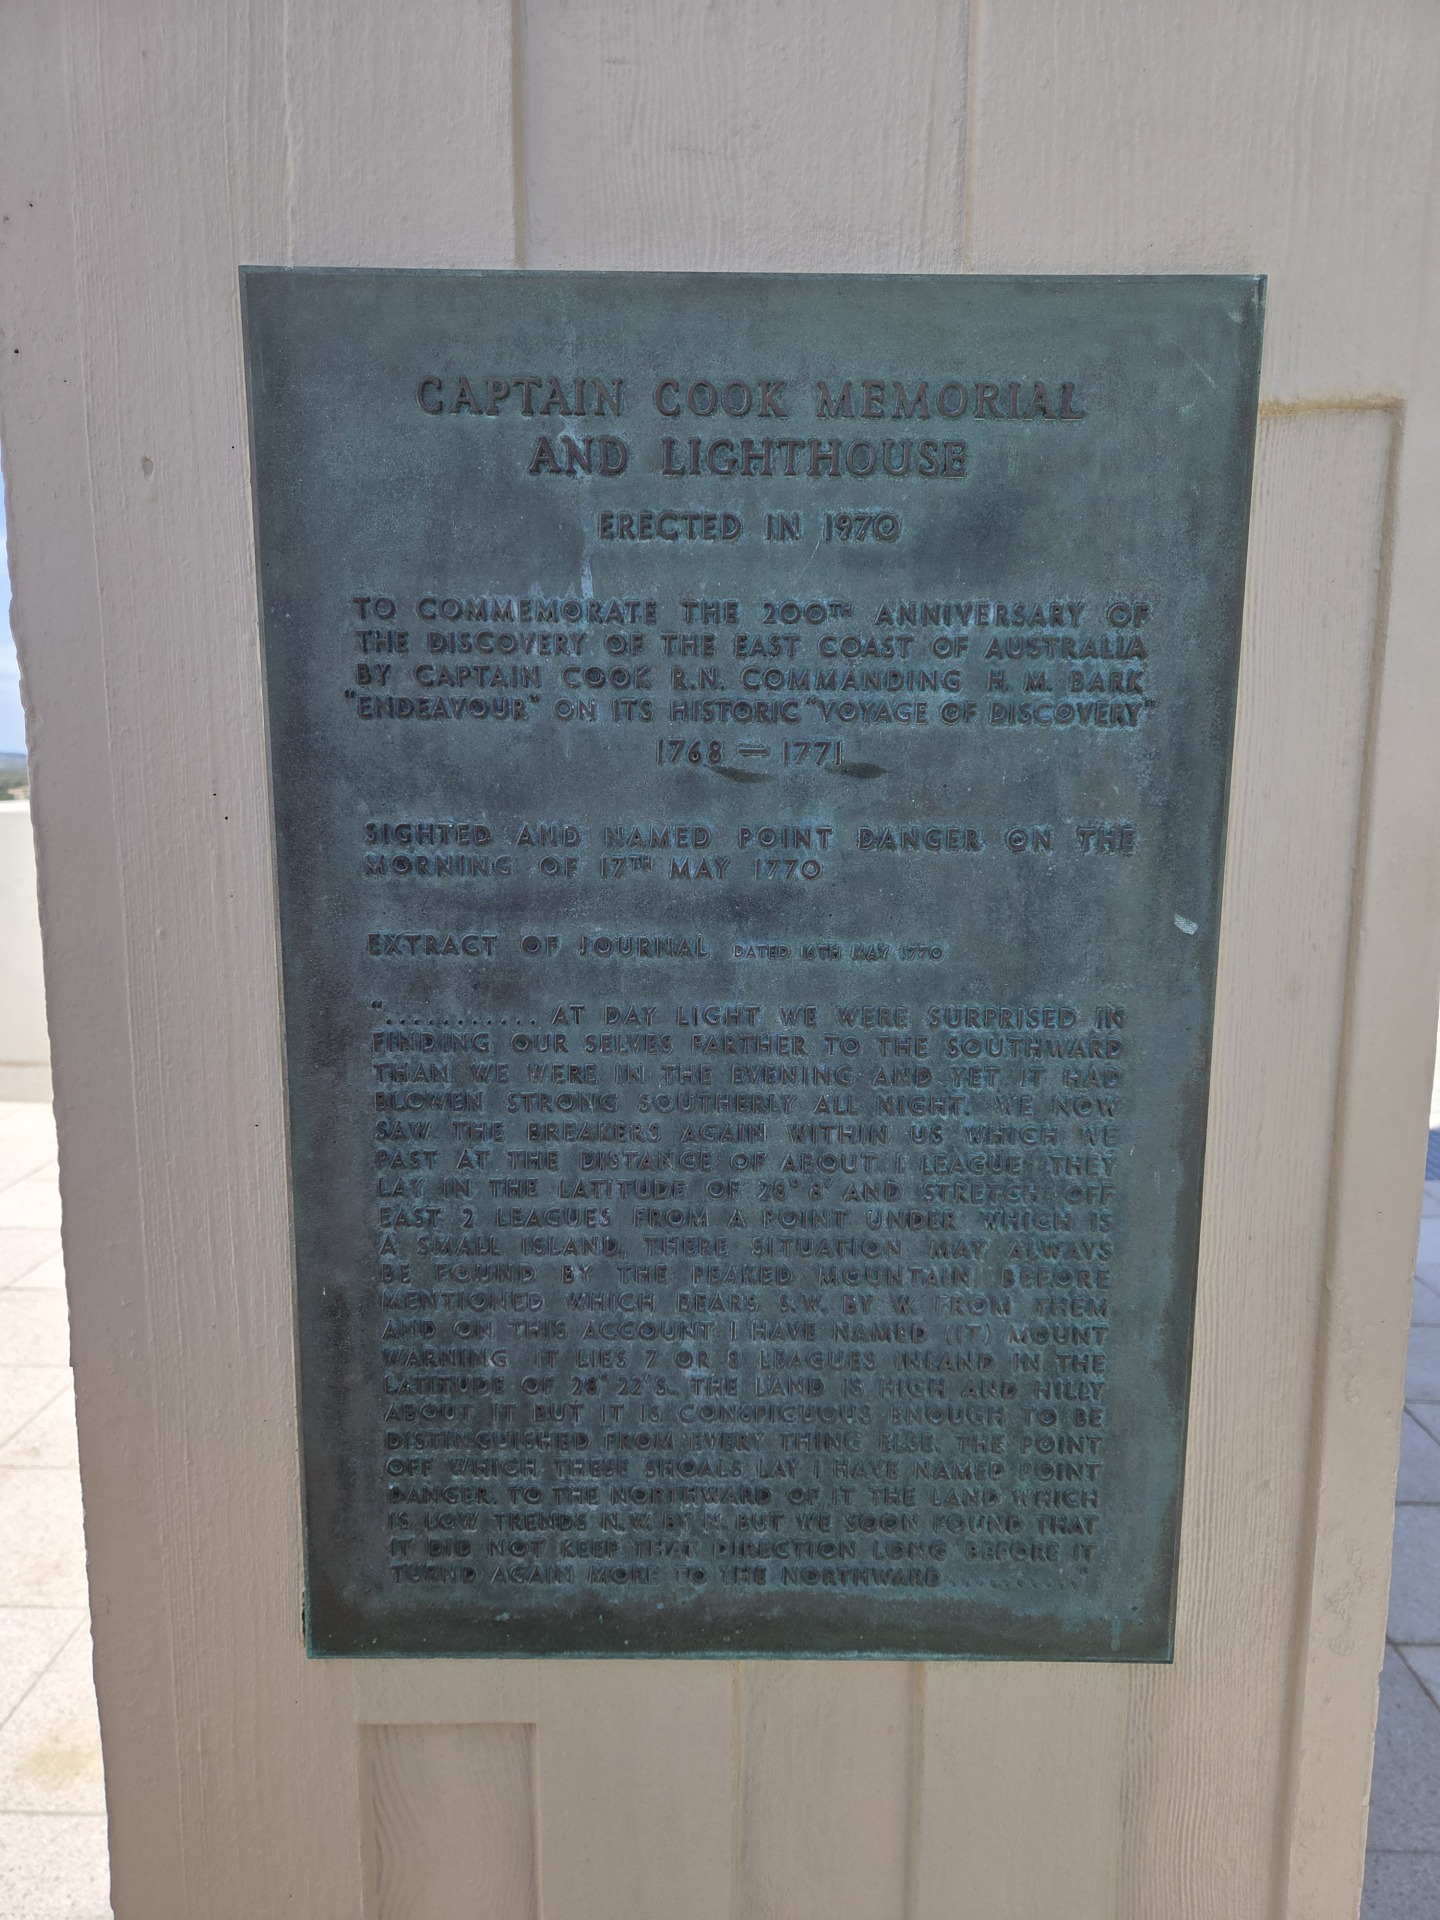 CAPTAIN COOK MEMORIAL
AND LIGHTHOUSE
ERECTED IN 1970
TO COMMEMORATE THE 200TH ANNIVERSARY OF
THE DISCOVERY OF THE EAST COAST OF AUSTRALIA
BY CAPTAIN COOK R.N. COMMANDING H. M. BARK
"ENDEAVOUR" ON ITS HISTORIC "VOYAGE OF DISCOVERY"
1768 — 1771
SIGHTED AND NAMED POINT DANGER ON THE
MORNING OF 17TH MAY 1770
EXTRACT OF JOURNAL DATED 16TH MAY 1770
"............. AT DAY LIGHT WE WERE SURPRISED IN
FINDING OUR SELVES FARTHER TO THE SOUTHWARD
THAN WE WERE IN THE EVENING AND YET IT HAD
BLOWEN STRONG SOUTHERLY ALL NIGHT. WE NOW
SAW THE BREAKERS AGAIN WITHIN US WHICH WE
PAST AT THE DISTANCE OF ABOUT 1 LEAGUE, THEY
LAY IN THE LATITUDE OF 28° 8' AND STRETCH OFF
EAST 2 LEAGUES FROM A POINT UNDER WHICH IS
A SMALL ISLAND, THERE SITUATION MAY ALWAYS
BE FOUND BY THE PEAKED MOUNTAIN BEFORE
MENTIONED WHICH BEARS S.W. BY W. FROM THEM
AND ON THIS ACCOUNT I HAVE NAMED (IT) MOUNT
WARNING IT LIES 7 OR 8 LEAGUES INLAND IN THE
LATITUDE OF 28° 22' S. THE LAND IS HIGH AND HILLY
ABOUT IT BUT IT IS CONSPICUOUS ENOUGH TO BE
DISTINGUISHED FROM EVERY THING ELSE. THE POINT
OFF WHICH THESE SHOALS LAY I HAVE NAMED POINT
DANGER. TO THE NORTHWARD OF IT THE LAND WHICH
IS LOW TRENDS N.W. BY N. BUT WE SOON FOUND THAT
IT DID NOT KEEP THAT DIRECTION LONG BEFORE IT
TURND AGAIN MORE TO THE NORTHWARD ............"